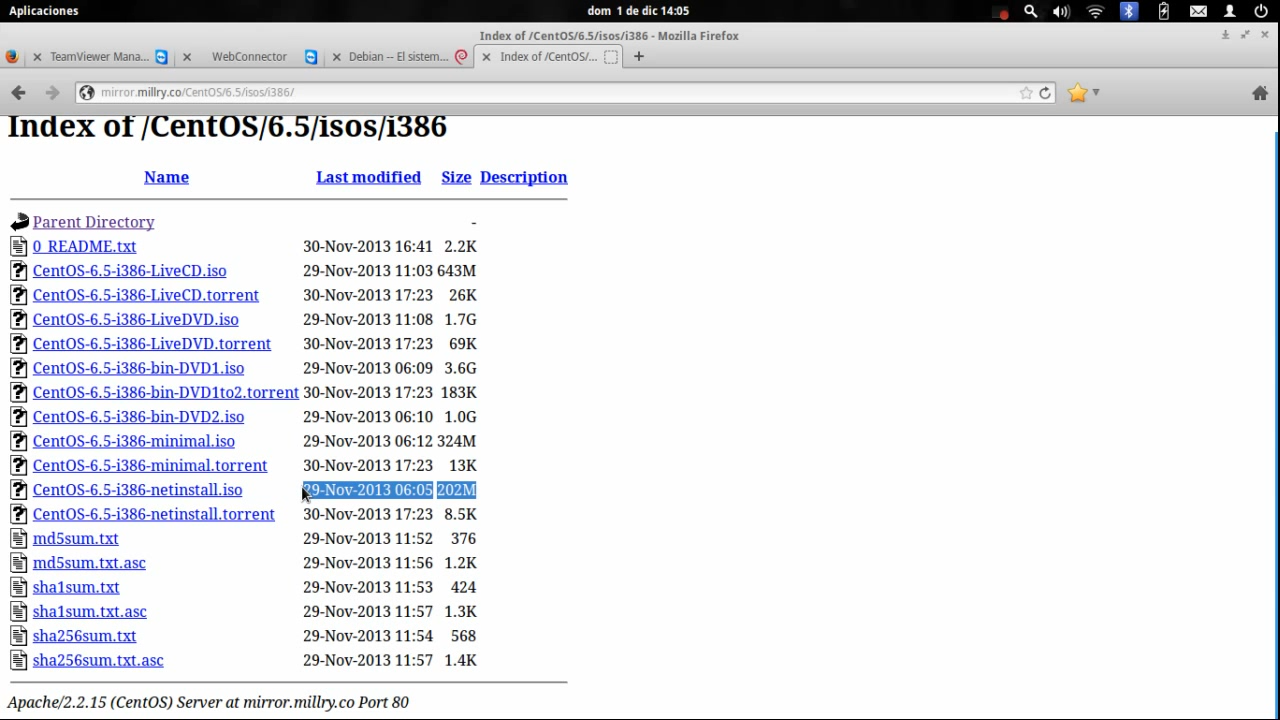 Aplicaciones dom 1 de dic 14:05
Index of /CentOS/6.5/isos/i386 - Mozilla Firefox
TeamViewer Mana... WebConnector Debian -- El sistem... Index of /CentOS/...
mirror.millry.co/CentOS/6.5/isos/i386/
Index of /CentOS/6.5/isos/i386
Name Last modified Size Description
Parent Directory -
0_README.txt 30-Nov-2013 16:41 2.2K
CentOS-6.5-i386-LiveCD.iso 29-Nov-2013 11:03 643M
CentOS-6.5-i386-LiveCD.torrent 30-Nov-2013 17:23 26K
CentOS-6.5-i386-LiveDVD.iso 29-Nov-2013 11:08 1.7G
CentOS-6.5-i386-LiveDVD.torrent 30-Nov-2013 17:23 69K
CentOS-6.5-i386-bin-DVD1.iso 29-Nov-2013 06:09 3.6G
CentOS-6.5-i386-bin-DVD1to2.torrent 30-Nov-2013 17:23 183K
CentOS-6.5-i386-bin-DVD2.iso 29-Nov-2013 06:10 1.0G
CentOS-6.5-i386-minimal.iso 29-Nov-2013 06:12 324M
CentOS-6.5-i386-minimal.torrent 30-Nov-2013 17:23 13K
CentOS-6.5-i386-netinstall.iso 29-Nov-2013 06:05 202M
CentOS-6.5-i386-netinstall.torrent 30-Nov-2013 17:23 8.5K
md5sum.txt 29-Nov-2013 11:52 376
md5sum.txt.asc 29-Nov-2013 11:56 1.2K
sha1sum.txt 29-Nov-2013 11:53 424
sha1sum.txt.asc 29-Nov-2013 11:57 1.3K
sha256sum.txt 29-Nov-2013 11:54 568
sha256sum.txt.asc 29-Nov-2013 11:57 1.4K
Apache/2.2.15 (CentOS) Server at mirror.millry.co Port 80